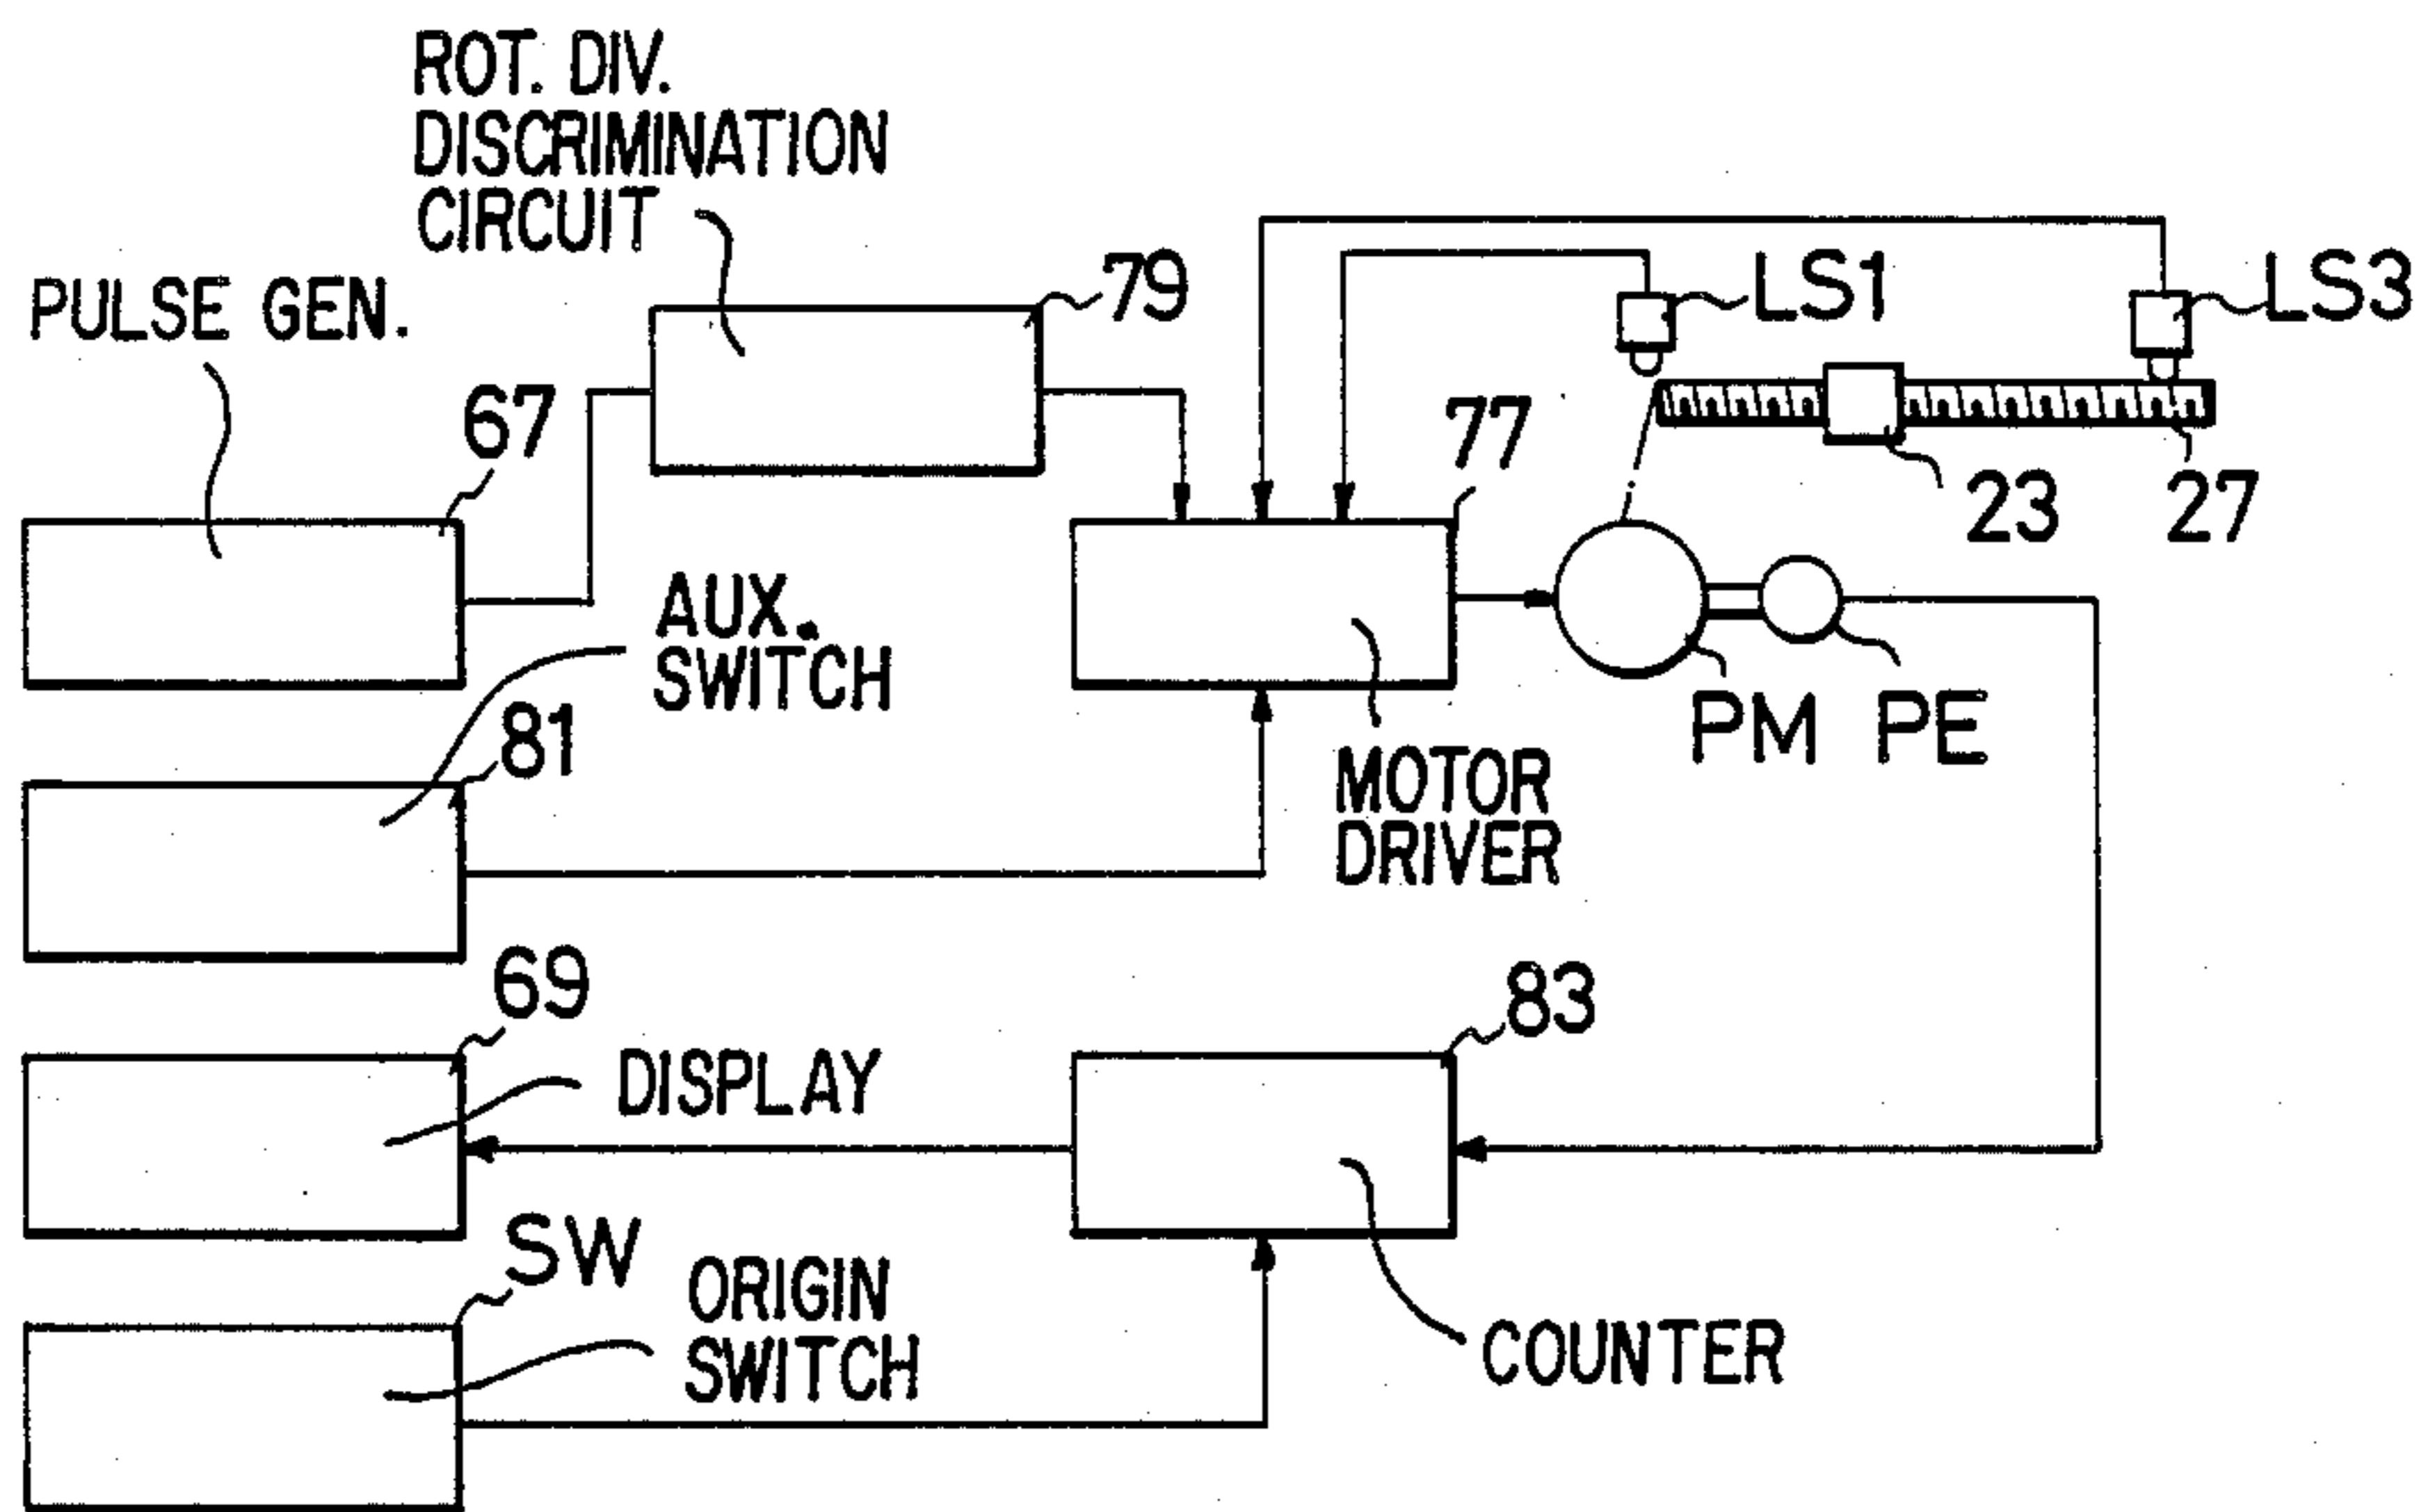 ROT. DIV.
DISCRIMINATION
CIRCUIT
79
LS1
LS3
PULSE GEN.
67
77
23
27
AUX.
SWITCH
81
PM
PE
MOTOR
DRIVER
69
83
DISPLAY
SW
ORIGIN
SWITCH
COUNTER